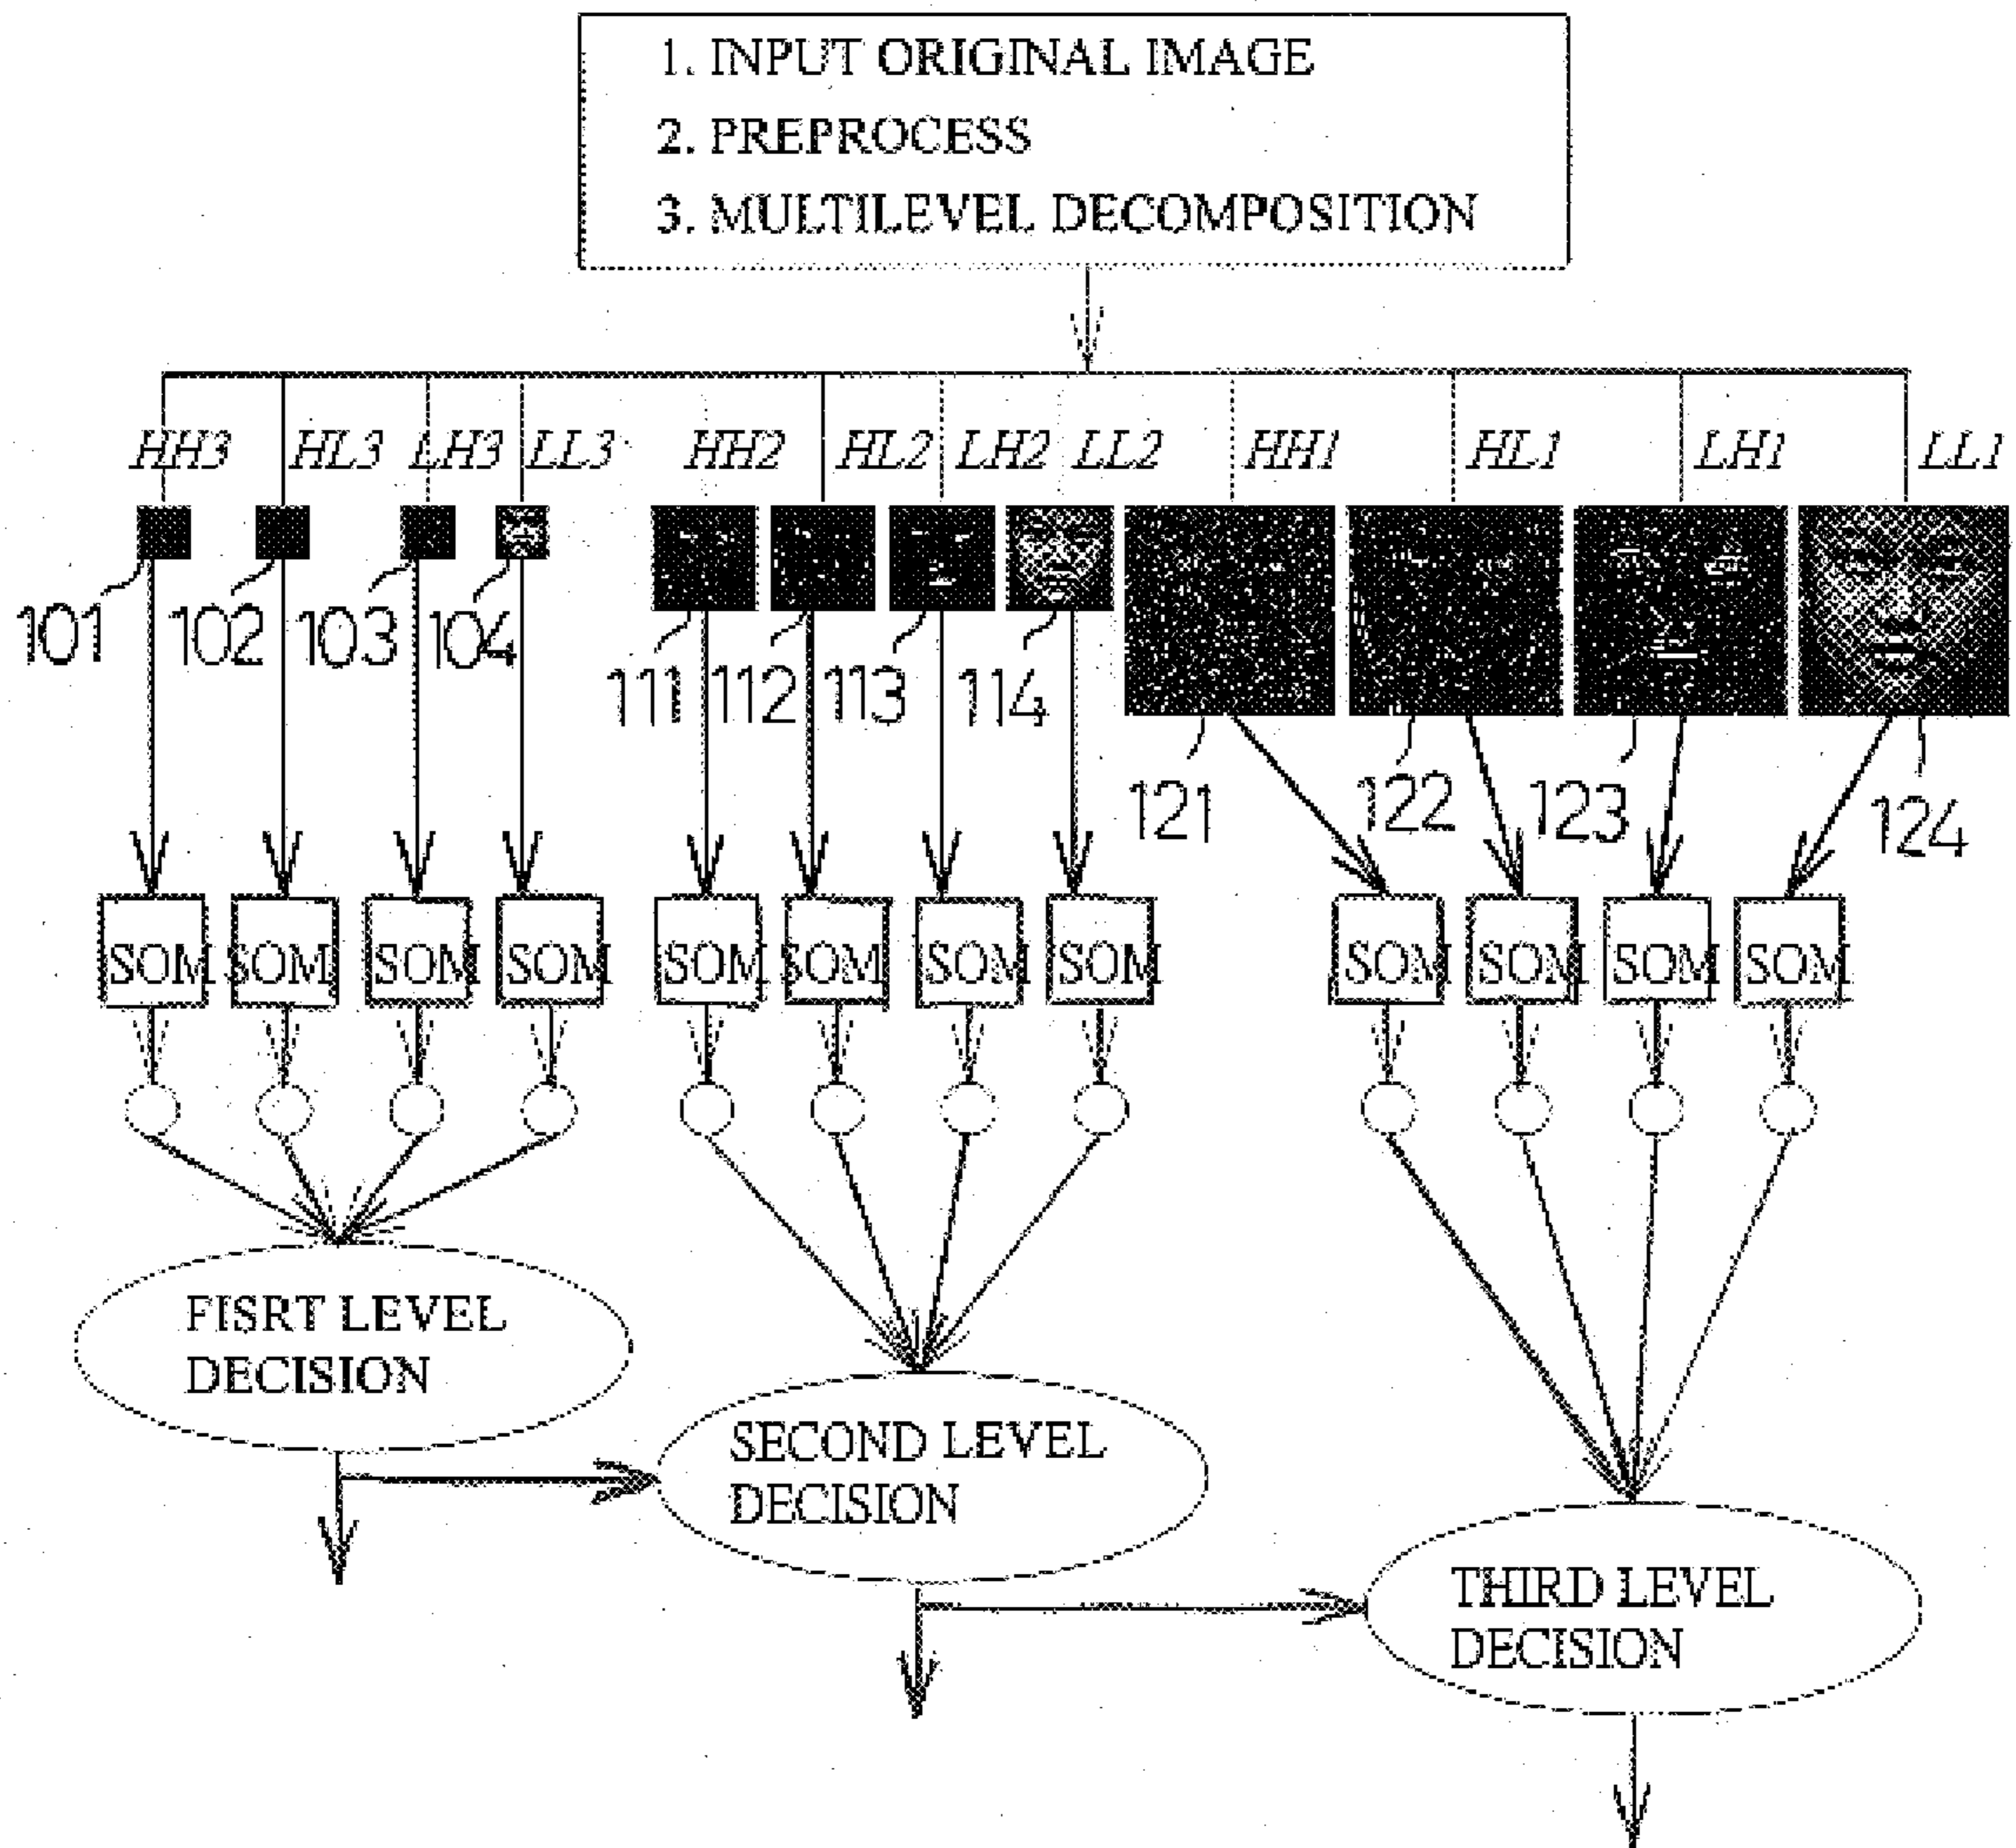 1. INPUT ORIGINAL IMAGE
2. PREPROCESS
3. MULTILEVEL DECOMPOSITION
HH3 HL3 LH3 LL3 HH2 HL2 LH2 LL2 HH1 HL1 LH1 LL1
101 102 103 104 111 112 113 114 121 122 123 124
SOM SOM SOM SOM SOM SOM SOM SOM SOM SOM SOM SOM
FISRT LEVEL
DECISION
SECOND LEVEL
DECISION
THIRD LEVEL
DECISION